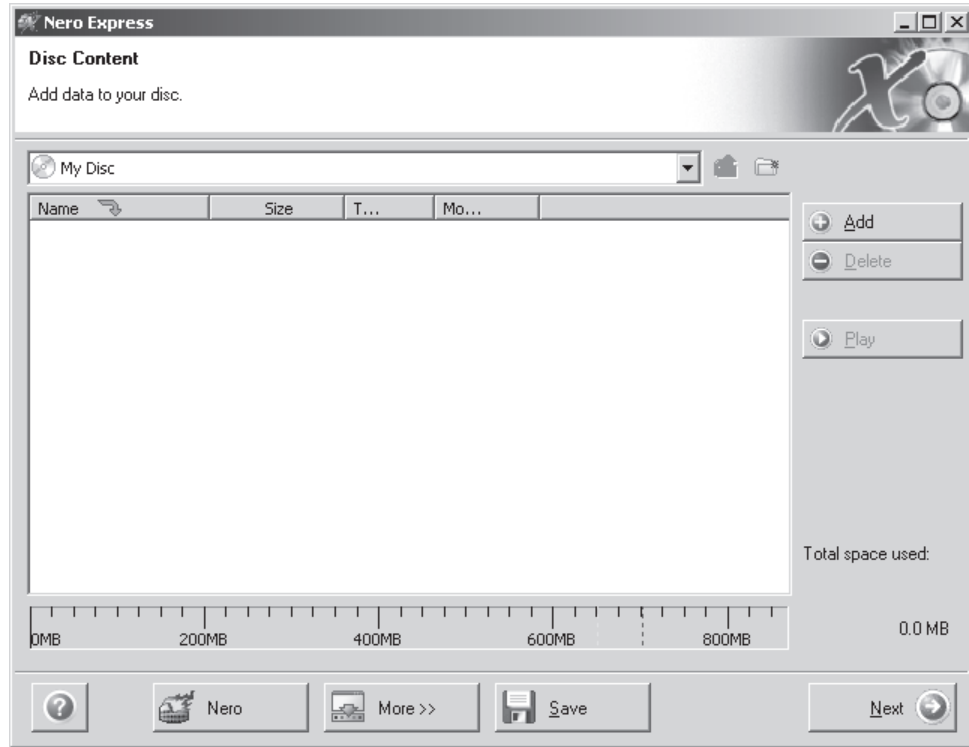 Nero Express
Disc Content
Add data to your disc.
My Disc
Name Size T... Mo...
Add
Delete
Play
Total space used:
0MB 200MB 400MB 600MB 800MB
0.0 MB
? Nero More >> Save Next